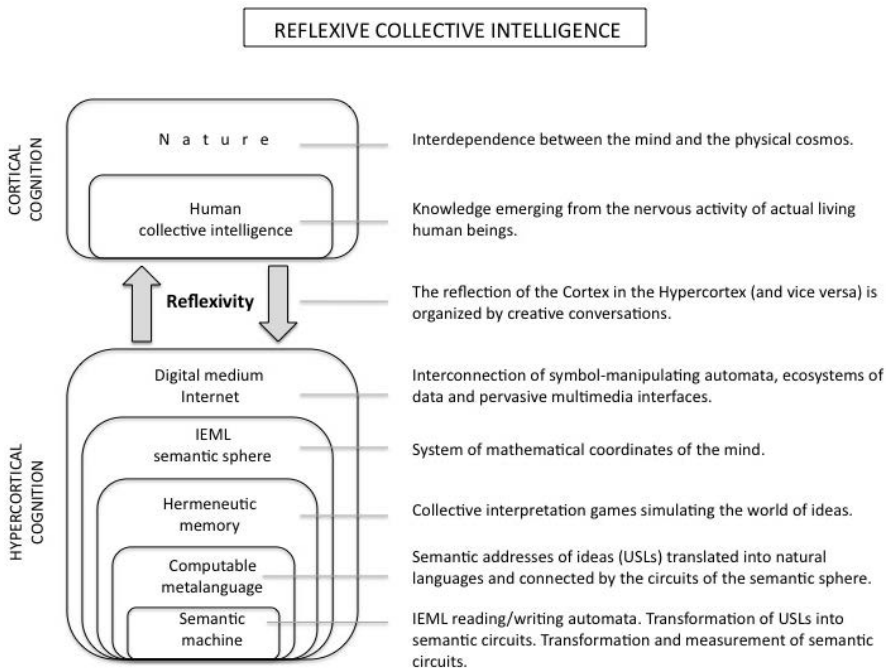 REFLEXIVE COLLECTIVE INTELLIGENCE
CORTICAL
COGNITION
N a t u r e
Interdependence between the mind and the physical cosmos.
Human
collective intelligence
Knowledge emerging from the nervous activity of actual living
human beings.
Reflexivity
The reflection of the Cortex in the Hypercortex (and vice versa) is
organized by creative conversations.
HYPERCORTICAL
COGNITION
Digital medium
Internet
Interconnection of symbol-manipulating automata, ecosystems of
data and pervasive multimedia interfaces.
IEML
semantic sphere
System of mathematical coordinates of the mind.
Hermeneutic
memory
Collective interpretation games simulating the world of ideas.
Computable
metalanguage
Semantic addresses of ideas (USLs) translated into natural
languages and connected by the circuits of the semantic sphere.
Semantic
machine
IEML reading/writing automata. Transformation of USLs into
semantic circuits. Transformation and measurement of semantic
circuits.